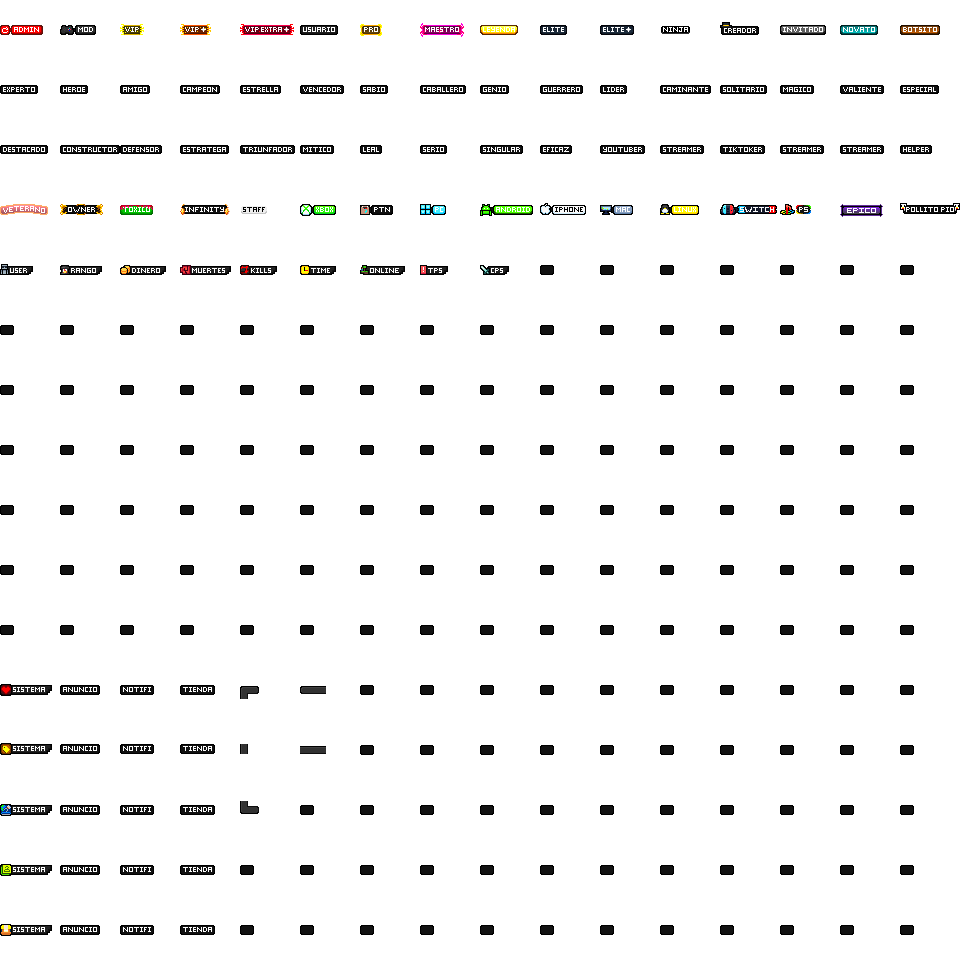 ADMIN MOD VIP VIP+ VIP EXTRA+ USUARIO PRO MAESTRO ELITE ELITE+ NINJA CREADOR INVITADO NOVATO BOTSITO
EXPERTO HEROE AMIGO CAMPEON ESTRELLA VENCEDOR SABIO CABALLERO GENIO GUERRERO LIDER CAMINANTE SOLITARIO MAGICO VALIENTE ESPECIAL
DESTACADO CONSTRUCTOR DEFENSOR ESTRATEGA TRIUNFADOR MITICO LEAL SERIO SINGULAR EFICAZ YOUTUBER STREAMER TIKTOKER STREAMER STREAMER HELPER
VETERANO OWNER TOXICO INFINITY STAFF XBOX PTN ANDROID IPHONE MAC SWITCH PS EPICO POLLITO PIO
USER RANGO DINERO MUERTES KILLS TIME ONLINE TPS CPS
SISTEMA ANUNCIO NOTIFI TIENDA
SISTEMA ANUNCIO NOTIFI TIENDA
SISTEMA ANUNCIO NOTIFI TIENDA
SISTEMA ANUNCIO NOTIFI TIENDA
SISTEMA ANUNCIO NOTIFI TIENDA